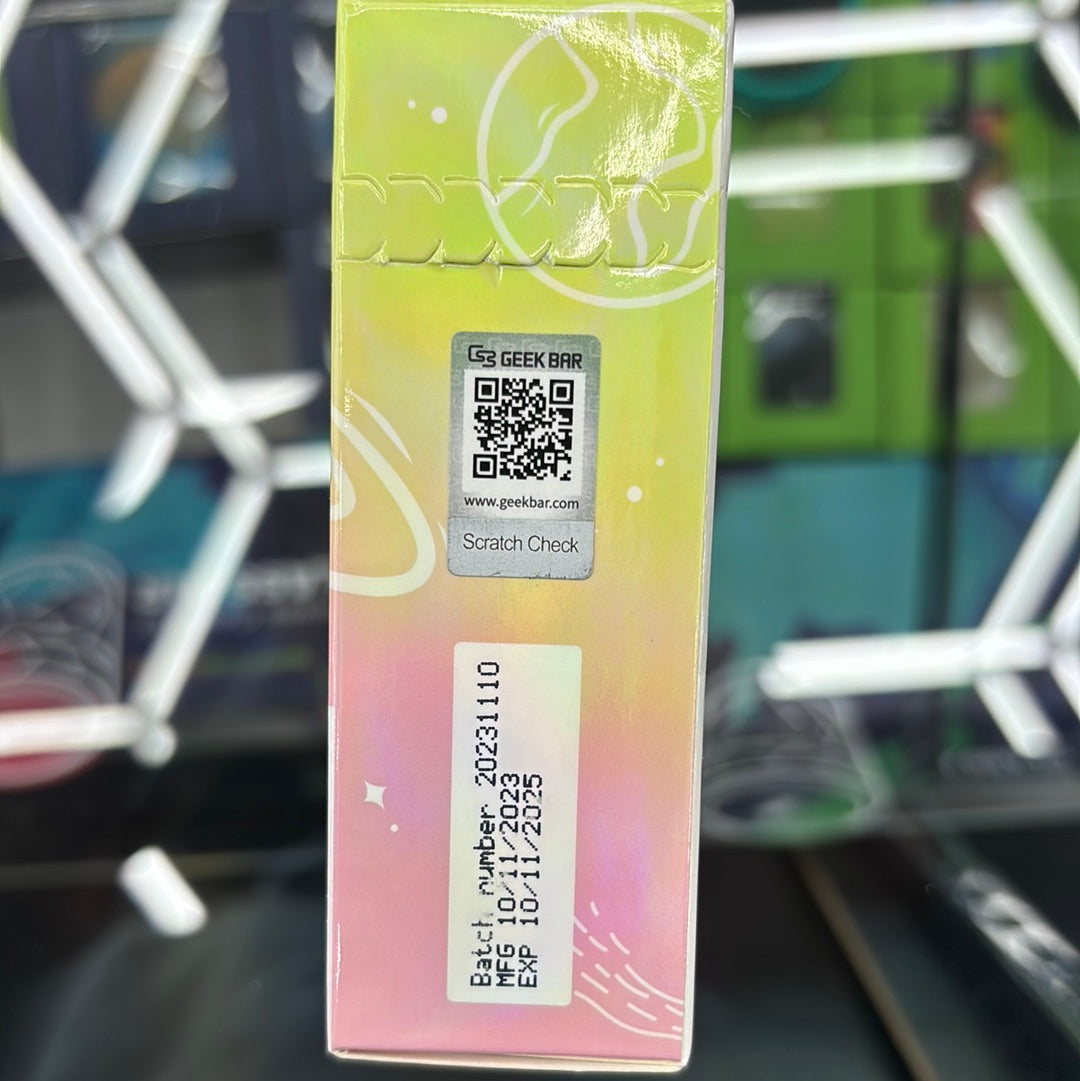 GEEK BAR
www.geekbar.com
Scratch Check
Batch number 20231110
MFG 10/11/2023
EXP 10/11/2025